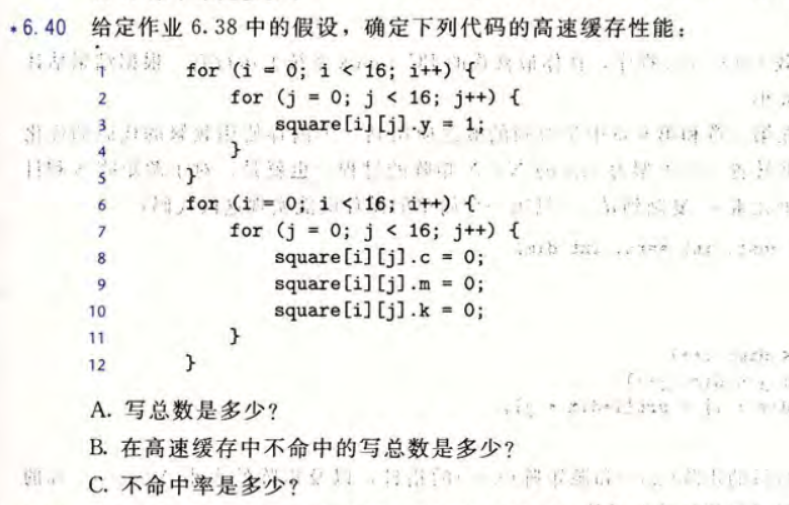 *6.40 给定作业 6.38 中的假设，确定下列代码的高速缓存性能：
1 for (i = 0; i < 16; i++) {
2 for (j = 0; j < 16; j++) {
3 square[i][j].y = 1;
4 }
5 }
6 for (i = 0; i < 16; i++) {
7 for (j = 0; j < 16; j++) {
8 square[i][j].c = 0;
9 square[i][j].m = 0;
10 square[i][j].k = 0;
11 }
12 }
A. 写总数是多少？
B. 在高速缓存中不命中的写总数是多少？
C. 不命中率是多少？